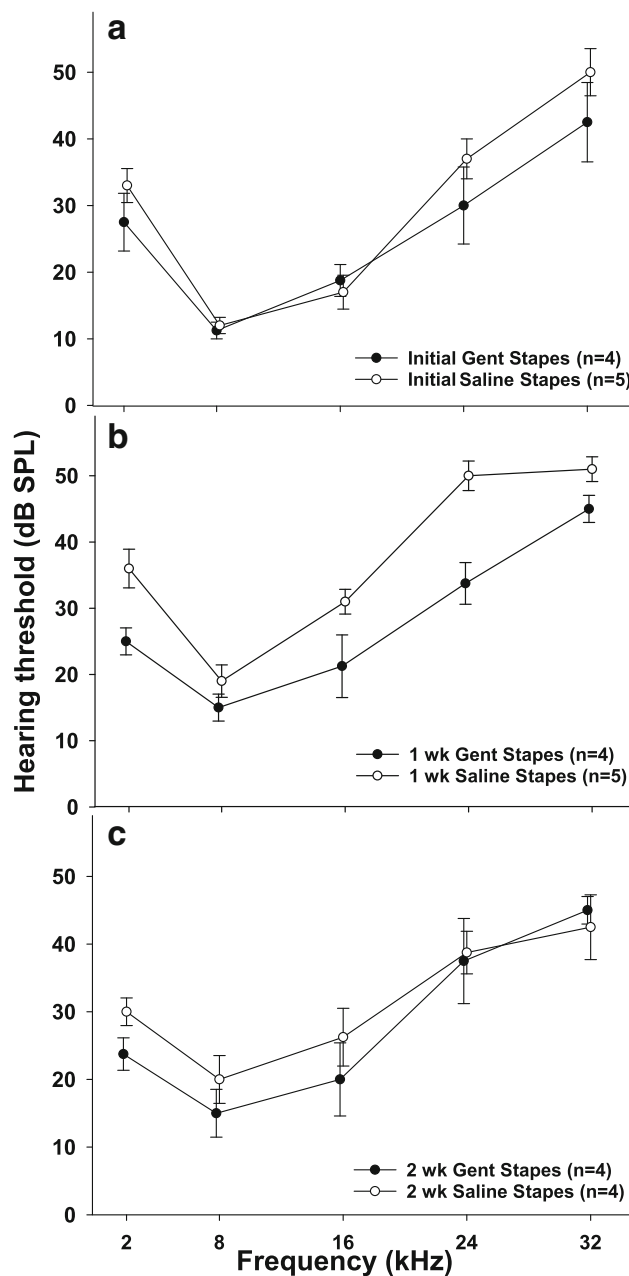 a
50
40
30
20
10
0
Initial Gent Stapes (n=4)
Initial Saline Stapes (n=5)
b
50
40
30
20
10
0
1 wk Gent Stapes (n=4)
1 wk Saline Stapes (n=5)
c
50
40
30
20
10
0
2 wk Gent Stapes (n=4)
2 wk Saline Stapes (n=4)
2 8 16 24 32
Frequency (kHz)
Hearing threshold (dB SPL)